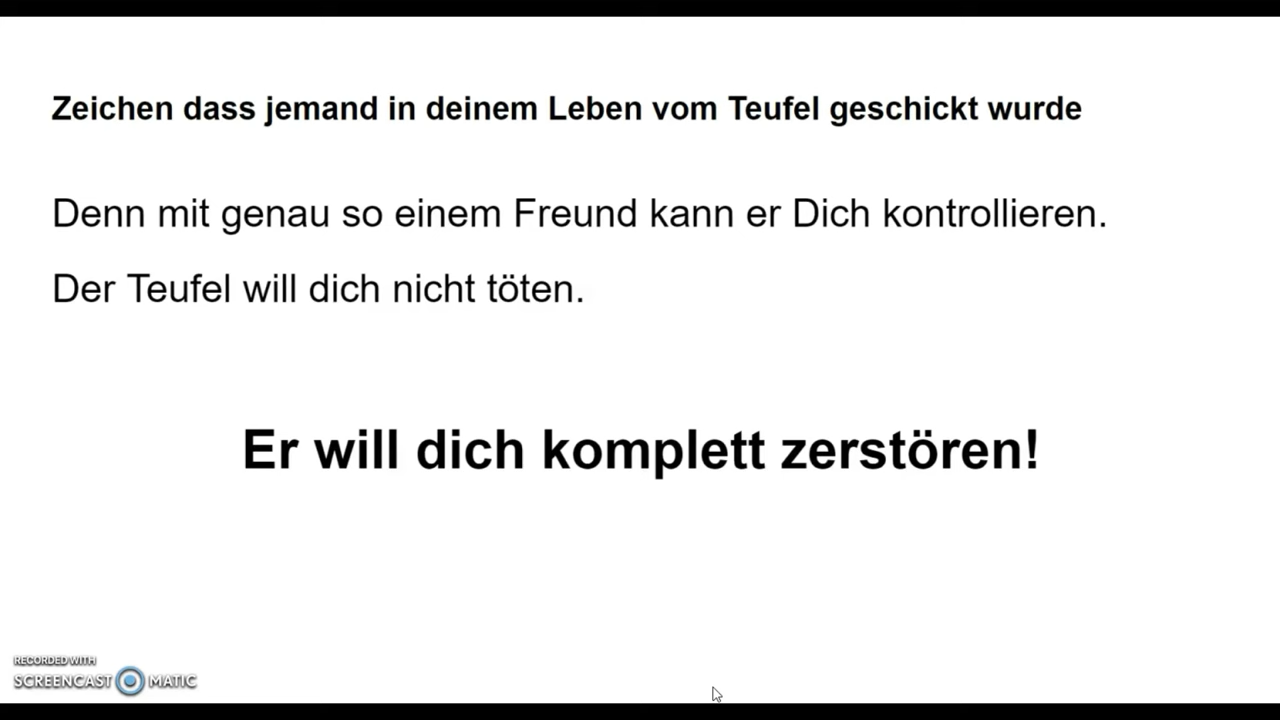 Zeichen dass jemand in deinem Leben vom Teufel geschickt wurde
Denn mit genau so einem Freund kann er Dich kontrollieren.
Der Teufel will dich nicht töten.
Er will dich komplett zerstören!
RECORDED WITH
SCREENCAST MATIC